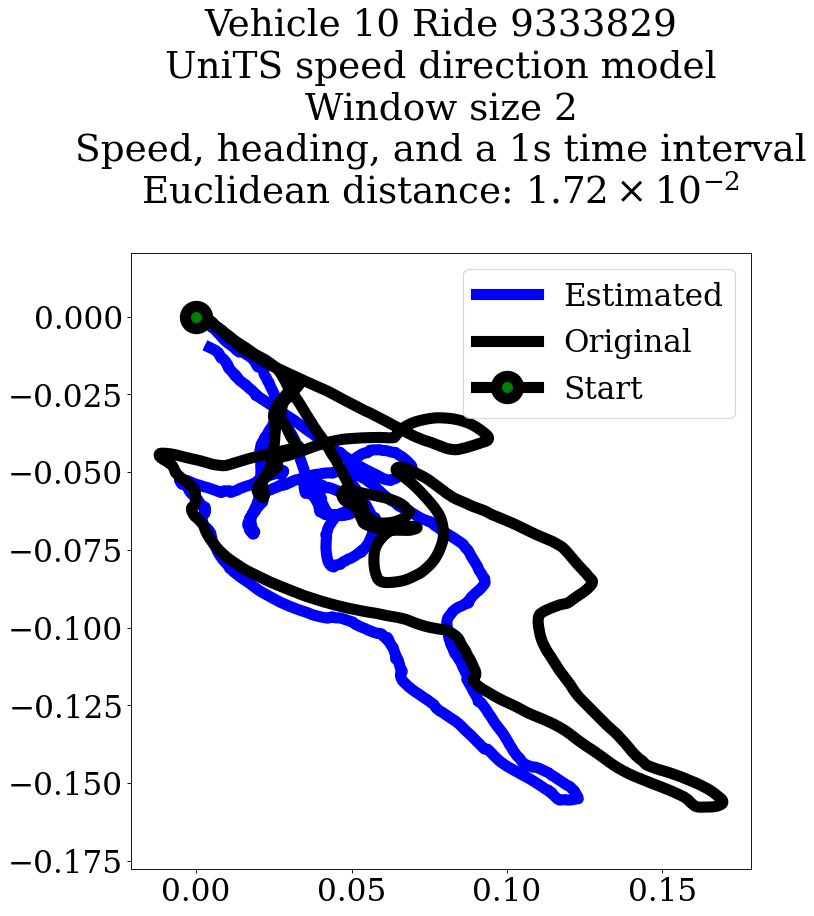 Vehicle 10 Ride 9333829
UniTS speed direction model
Window size 2
Speed, heading, and a 1s time interval
Euclidean distance: 1.72 × 10⁻²
Estimated
Original
Start
0.000
−0.025
−0.050
−0.075
−0.100
−0.125
−0.150
−0.175
0.00 0.05 0.10 0.15